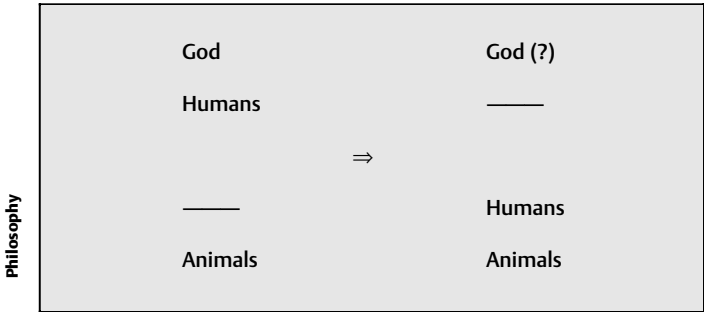 God God (?)
Humans ———
⇒
——— Humans
Animals Animals
Philosophy